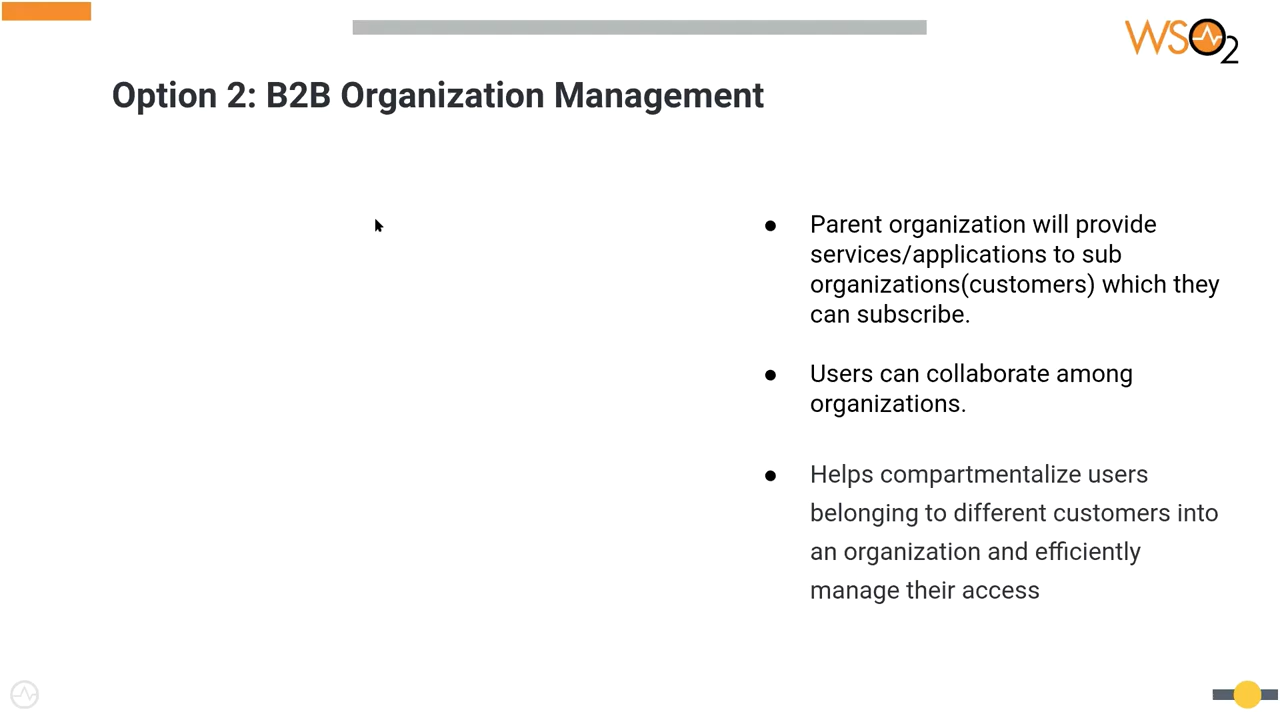 WSO2
Option 2: B2B Organization Management
● Parent organization will provide
services/applications to sub
organizations(customers) which they
can subscribe.
● Users can collaborate among
organizations.
● Helps compartmentalize users
belonging to different customers into
an organization and efficiently
manage their access